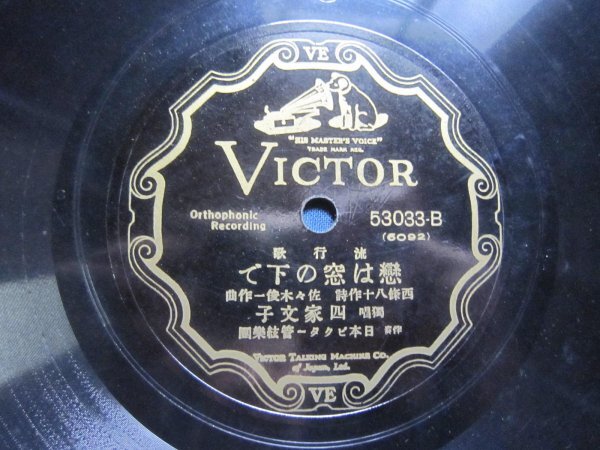 VE
"HIS MASTER'S VOICE"
TRADE MARK REG.
VICTOR
Orthophonic
Recording
53033-B
(6092)
流行歌
戀は窓の下で
西條八十作詩 佐々木俊一作曲
獨唱 四家文子
伴奏 日本ビクター管絃樂團
VICTOR TALKING MACHINE CO.
of Japan, Ltd.
VE